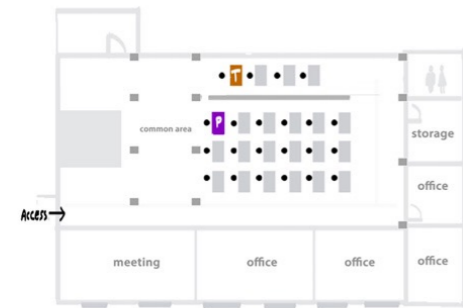 T
common area
P
storage
office
Access →
meeting
office
office
office